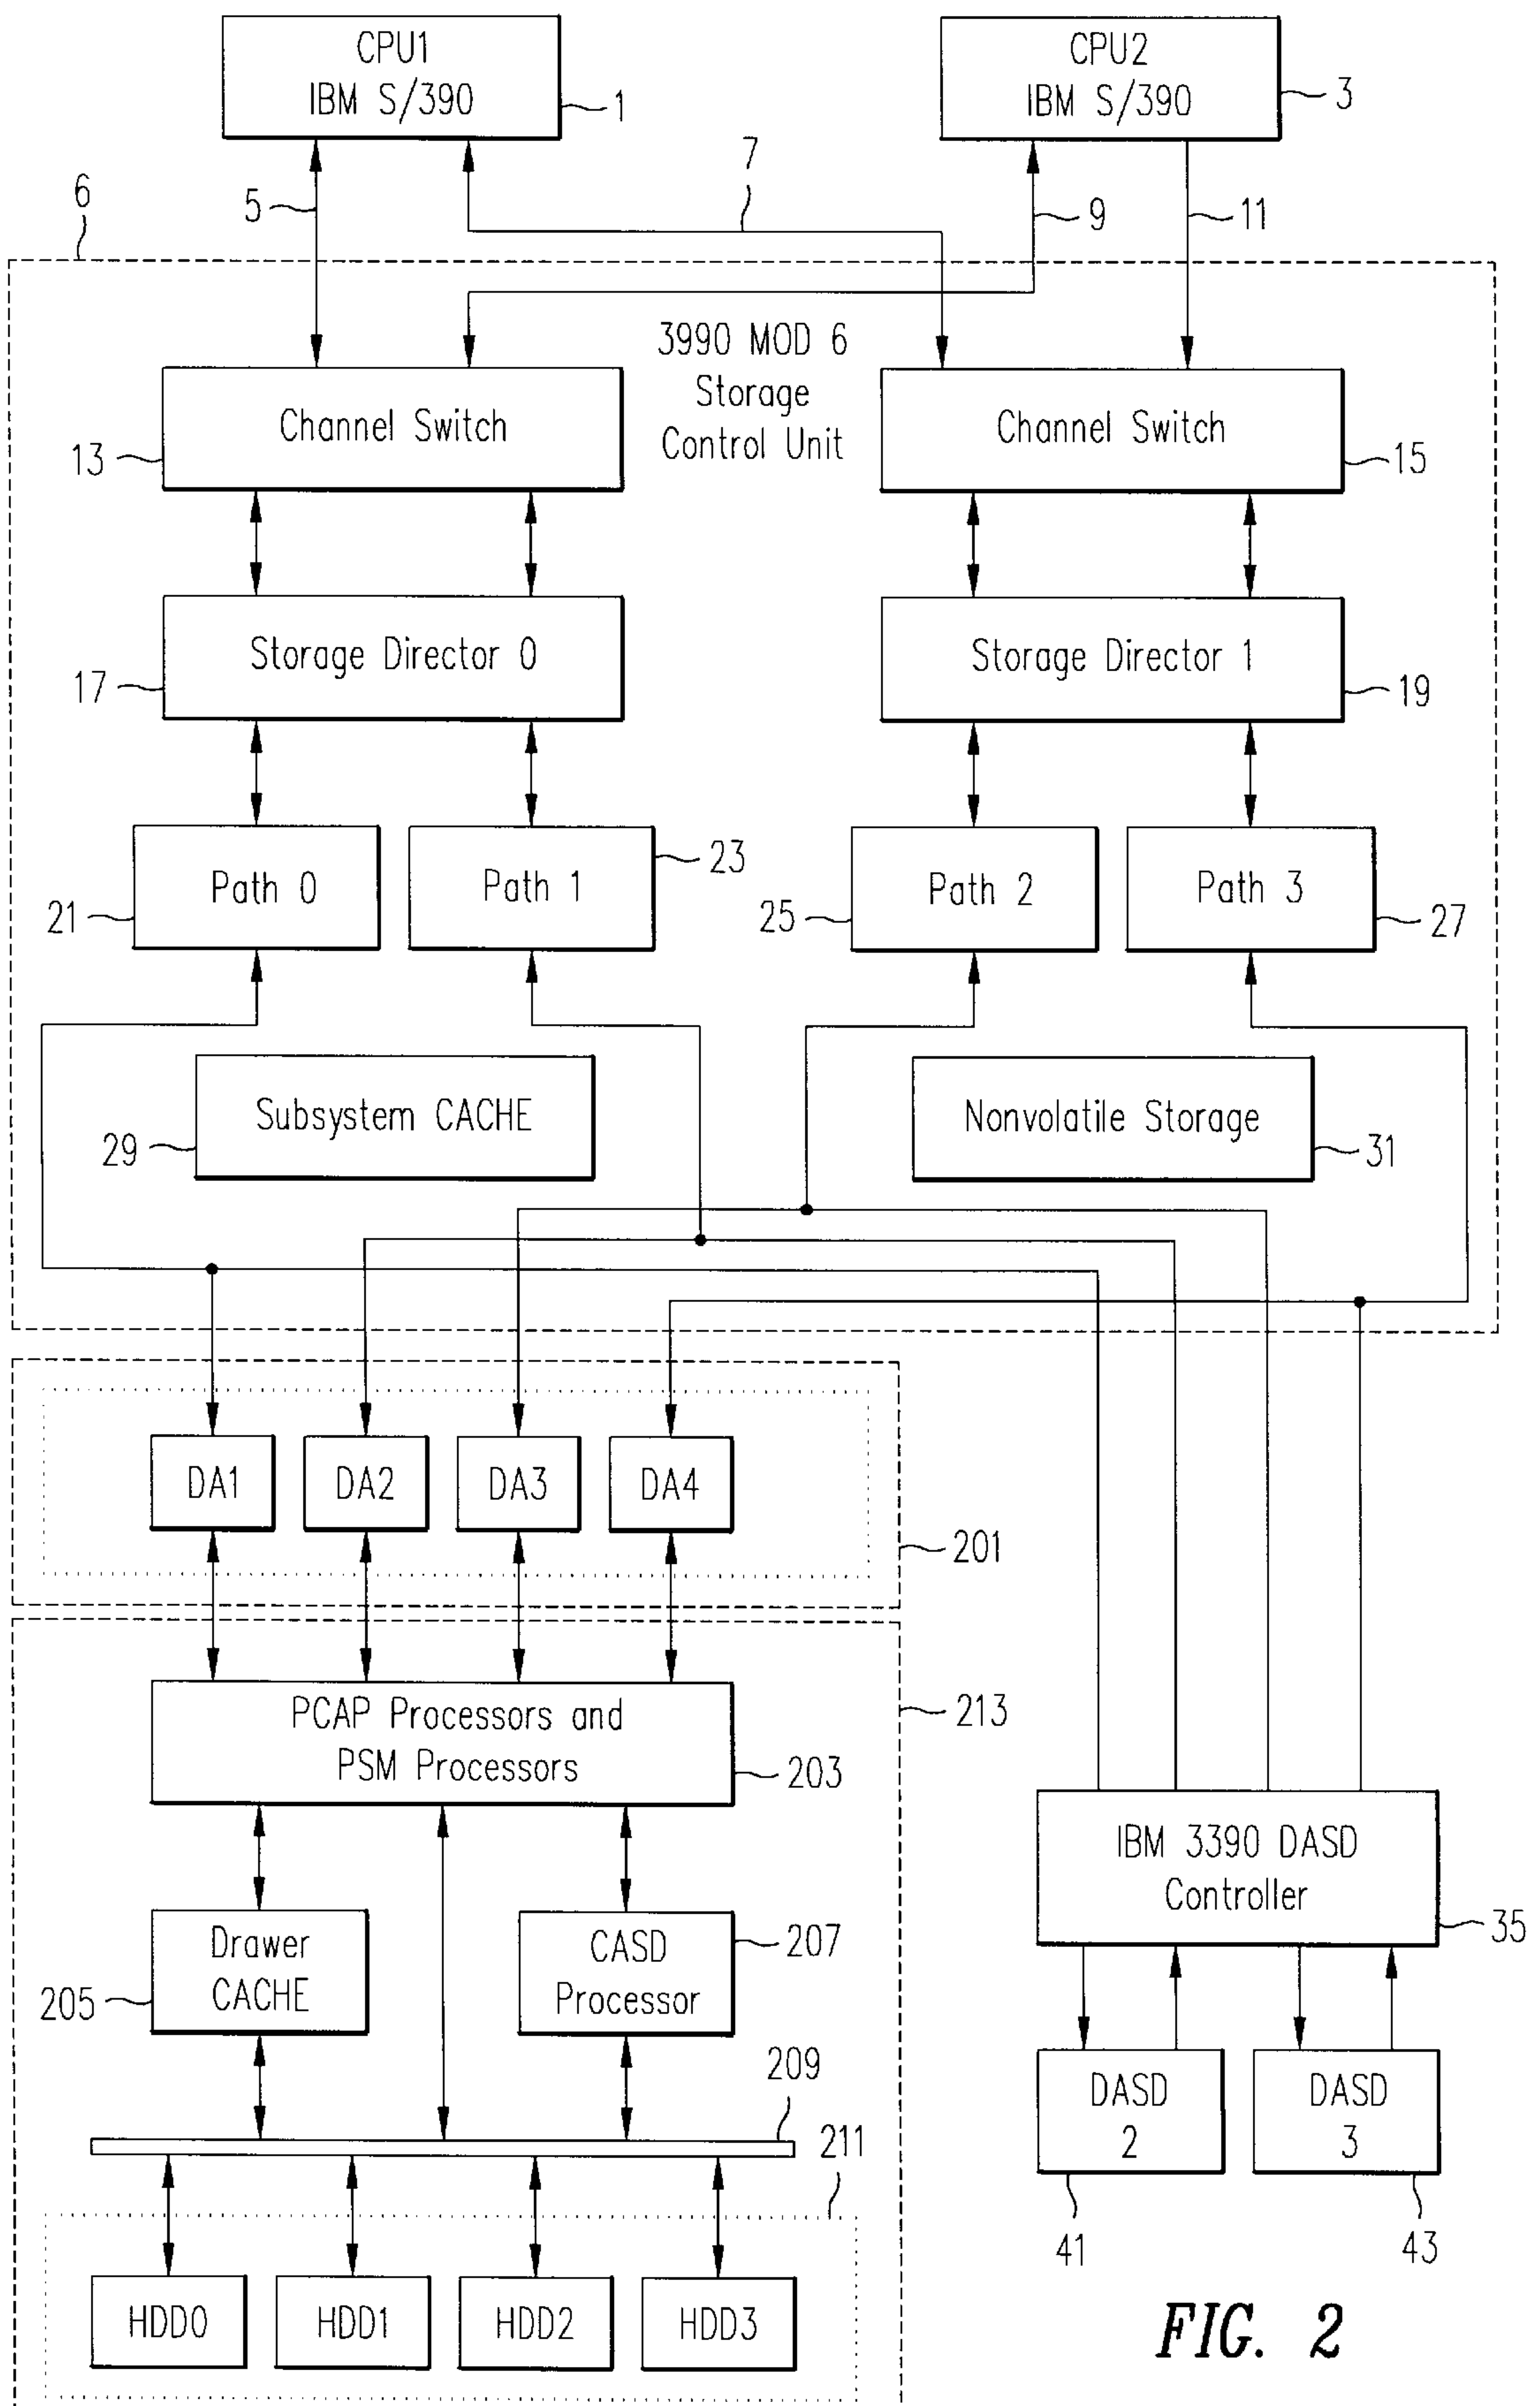 CPU1
IBM S/390
1
CPU2
IBM S/390
3
6
5
7
9
11
3990 MOD 6
Storage
Control Unit
Channel Switch
13
Channel Switch
15
Storage Director 0
17
Storage Director 1
19
Path 0
21
Path 1
23
Path 2
25
Path 3
27
Subsystem CACHE
29
Nonvolatile Storage
31
DA1
DA2
DA3
DA4
201
PCAP Processors and
PSM Processors
203
213
IBM 3390 DASD
Controller
35
Drawer
CACHE
205
CASD
Processor
207
209
211
DASD
2
41
DASD
3
43
HDD0
HDD1
HDD2
HDD3
FIG. 2